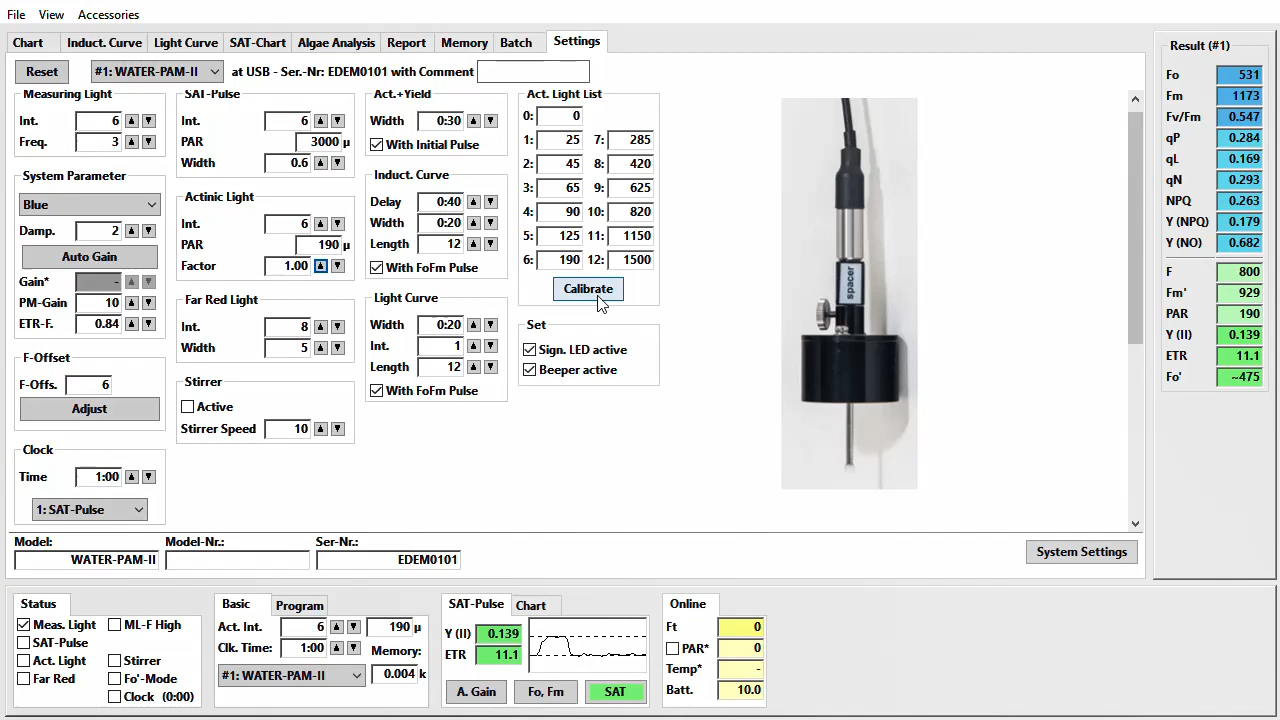 File View Accessories
Chart Induct. Curve Light Curve SAT-Chart Algae Analysis Report Memory Batch Settings
Reset #1: WATER-PAM-II at USB - Ser.-Nr: EDEM0101 with Comment
Measuring Light
Int. 6
Freq. 3
System Parameter
Blue
Damp. 2
Auto Gain
Gain* -
PM-Gain 10
ETR-F. 0.84
F-Offset
F-Offs. 6
Adjust
Clock
Time 1:00
1: SAT-Pulse
SAT-Pulse
Int. 6
PAR 3000 µ
Width 0.6
Actinic Light
Int. 6
PAR 190 µ
Factor 1.00
Far Red Light
Int. 8
Width 5
Stirrer
Active
Stirrer Speed 10
Act.+Yield
Width 0:30
With Initial Pulse
Induct. Curve
Delay 0:40
Width 0:20
Length 12
With FoFm Pulse
Light Curve
Width 0:20
Int. 1
Length 12
With FoFm Pulse
Act. Light List
0: 0
1: 25 7: 285
2: 45 8: 420
3: 65 9: 625
4: 90 10: 820
5: 125 11: 1150
6: 190 12: 1500
Calibrate
Set
Sign. LED active
Beeper active
spacer
Model: Model-Nr.: Ser-Nr.:
WATER-PAM-II EDEM0101
System Settings
Result (#1)
Fo 531
Fm 1173
Fv/Fm 0.547
qP 0.284
qL 0.169
qN 0.293
NPQ 0.263
Y (NPQ) 0.179
Y (NO) 0.682
F 800
Fm' 929
PAR 190
Y (II) 0.139
ETR 11.1
Fo' ~475
Status
Meas. Light ML-F High
SAT-Pulse
Act. Light Stirrer
Far Red Fo'-Mode
Clock (0:00)
Basic Program
Act. Int. 6 190 µ
Clk. Time: 1:00 Memory:
#1: WATER-PAM-II 0.004 k
SAT-Pulse Chart
Y (II) 0.139
ETR 11.1
A. Gain Fo, Fm SAT
Online
Ft 0
PAR* 0
Temp* -
Batt. 10.0